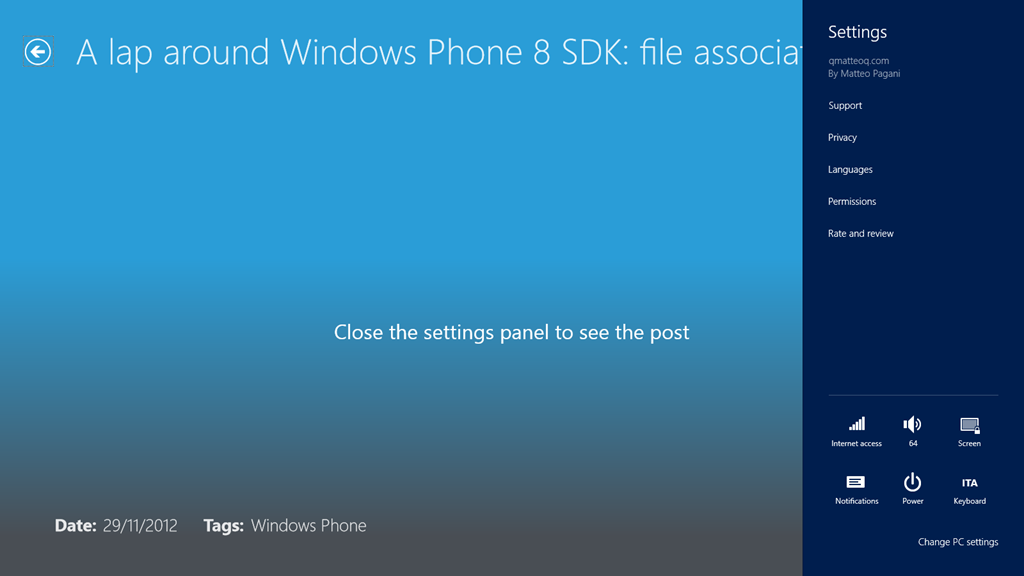 A lap around Windows Phone 8 SDK: file associa
Close the settings panel to see the post
Date: 29/11/2012 Tags: Windows Phone
Settings
qmatteoq.com
By Matteo Pagani
Support
Privacy
Languages
Permissions
Rate and review
Internet access 64 Screen
ITA
Notifications Power Keyboard
Change PC settings